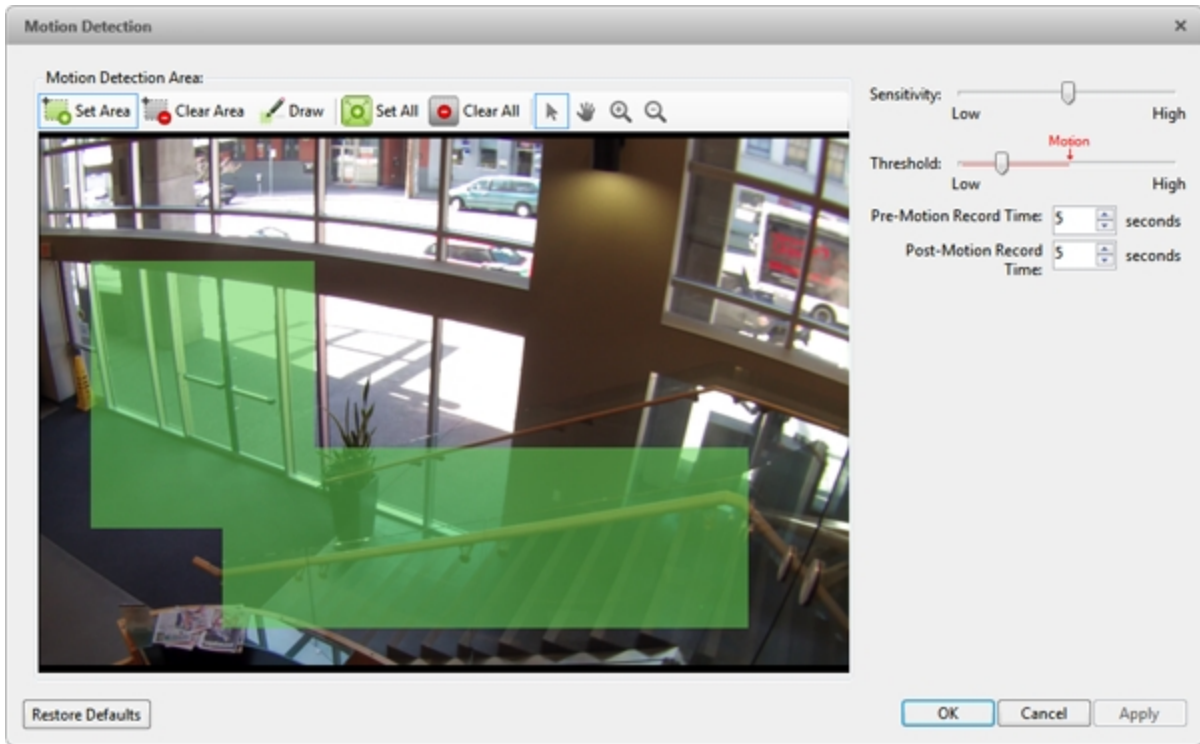 Motion Detection
Motion Detection Area:
Set Area Clear Area Draw Set All Clear All
Sensitivity:
Low High
Motion
Threshold:
Low High
Pre-Motion Record Time: 5 seconds
Post-Motion Record Time: 5 seconds
Restore Defaults
OK Cancel Apply